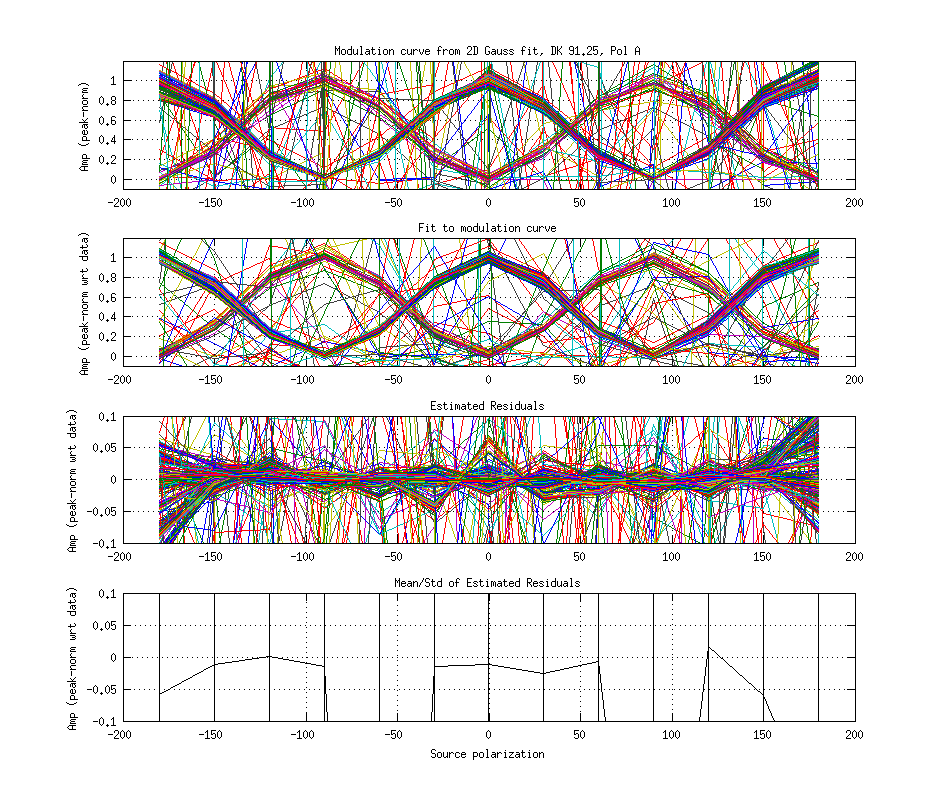 Modulation curve from 2D Gauss fit, DK 91.25, Pol A
Amp (peak-norm)
1
0.8
0.6
0.4
0.2
0
-200 -150 -100 -50 0 50 100 150 200
Fit to modulation curve
Amp (peak-norm wrt data)
1
0.8
0.6
0.4
0.2
0
-200 -150 -100 -50 0 50 100 150 200
Estimated Residuals
Amp (peak-norm wrt data)
0.1
0.05
0
-0.05
-0.1
-200 -150 -100 -50 0 50 100 150 200
Mean/Std of Estimated Residuals
Amp (peak-norm wrt data)
0.1
0.05
0
-0.05
-0.1
-200 -150 -100 -50 0 50 100 150 200
Source polarization